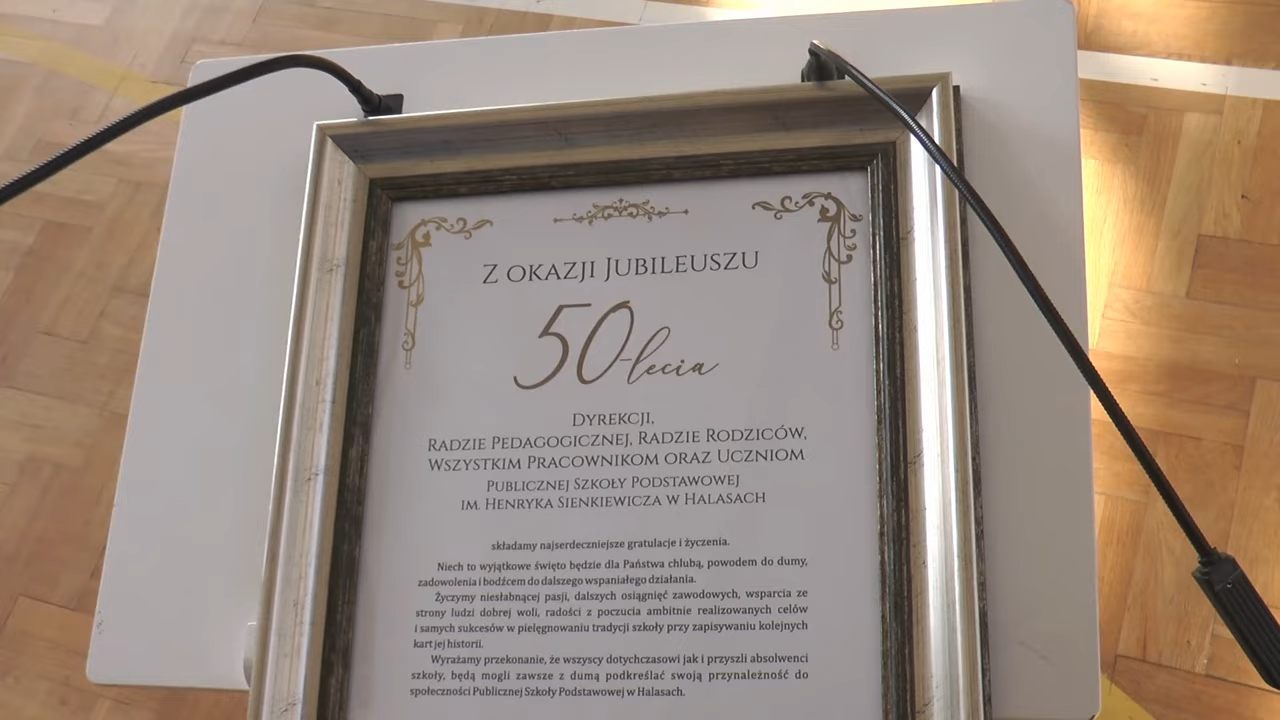 Z OKAZJI JUBILEUSZU
50-lecia
DYREKCJI,
RADZIE PEDAGOGICZNEJ, RADZIE RODZICÓW,
WSZYSTKIM PRACOWNIKOM ORAZ UCZNIOM
PUBLICZNEJ SZKOŁY PODSTAWOWEJ
IM. HENRYKA SIENKIEWICZA W HALASACH
składamy najserdeczniejsze gratulacje i życzenia.
Niech to wyjątkowe święto będzie dla Państwa chlubą, powodem do dumy,
zadowolenia i bodźcem do dalszego wspaniałego działania.
Życzymy niesłabnącej pasji, dalszych osiągnięć zawodowych, wsparcia ze
strony ludzi dobrej woli, radości z poczucia ambitnie realizowanych celów
i samych sukcesów w pielęgnowaniu tradycji szkoły przy zapisywaniu kolejnych
kart jej historii.
Wyrażamy przekonanie, że wszyscy dotychczasowi jak i przyszli absolwenci
szkoły, będą mogli zawsze z dumą podkreślać swoją przynależność do
społeczności Publicznej Szkoły Podstawowej w Halasach.